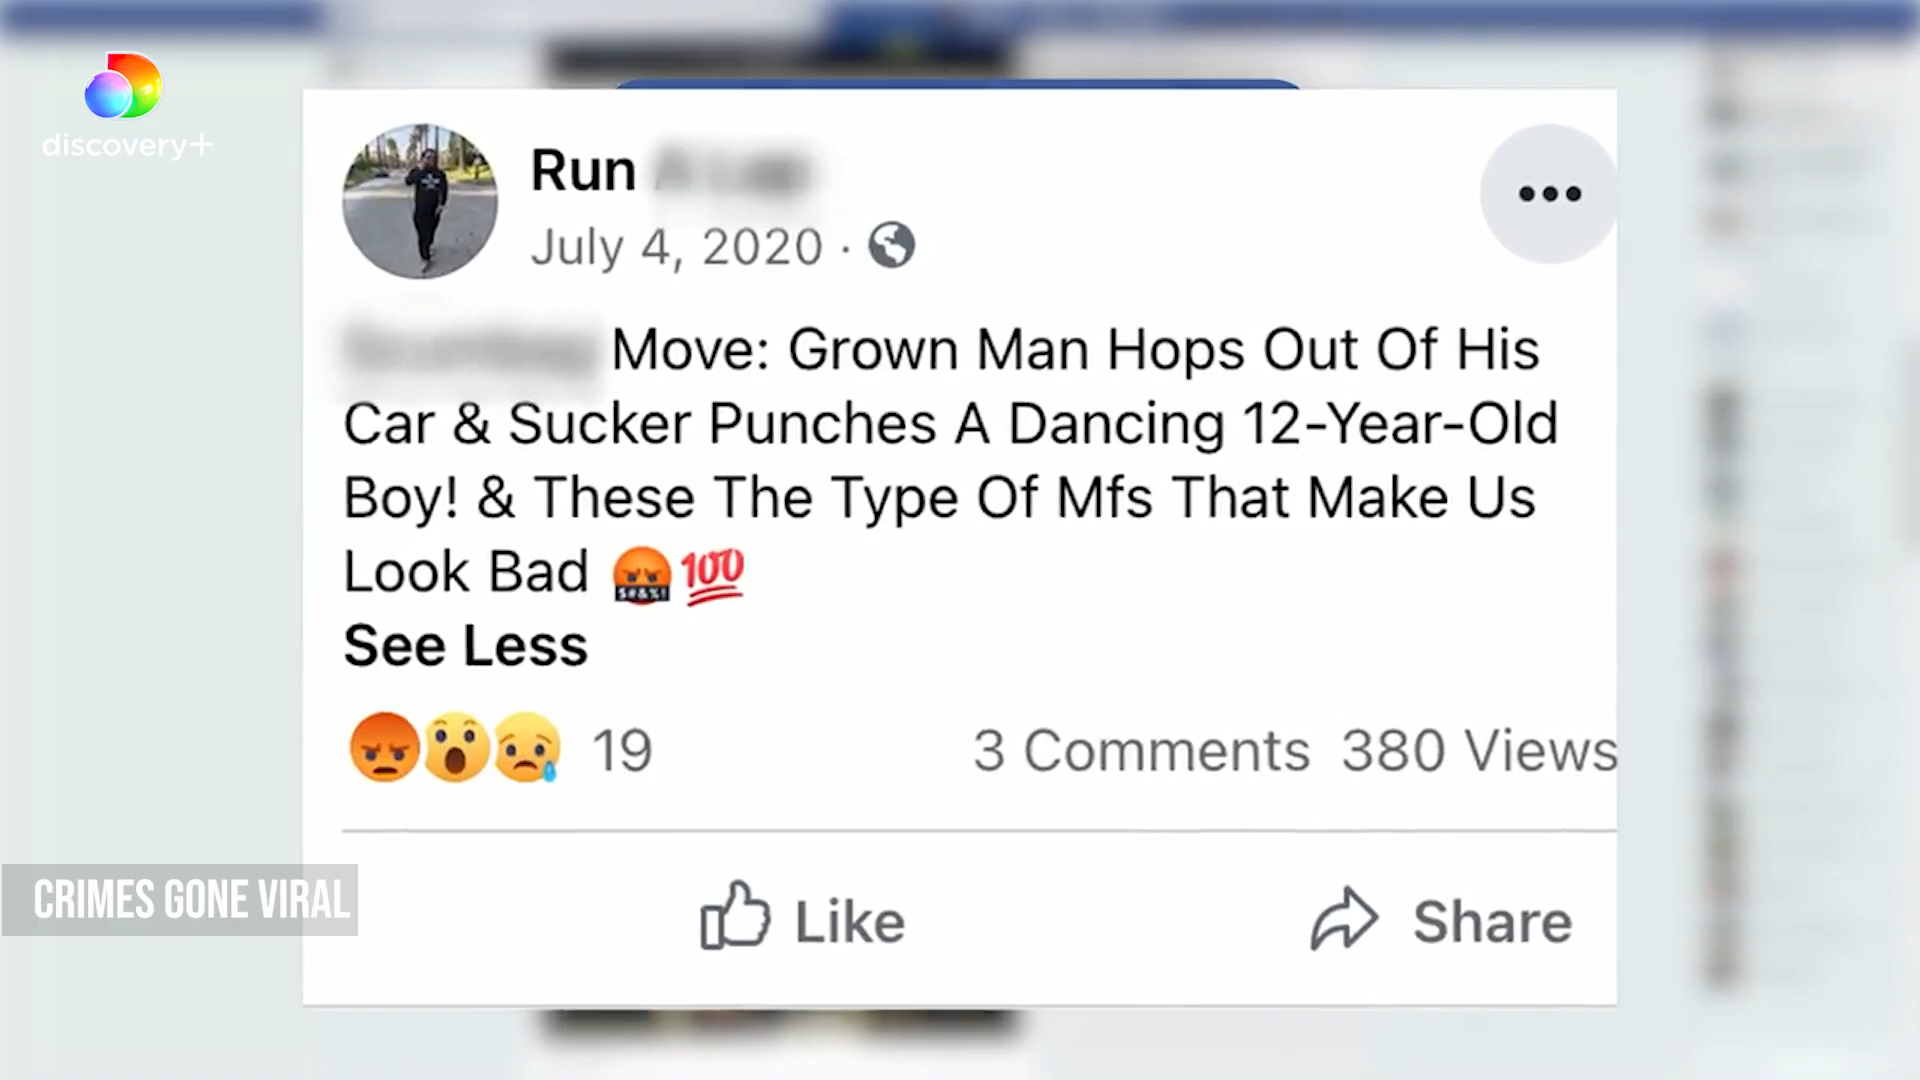 discovery+
Run
July 4, 2020 ·
Move: Grown Man Hops Out Of His
Car & Sucker Punches A Dancing 12-Year-Old
Boy! & These The Type Of Mfs That Make Us
Look Bad 🤬💯
See Less
19
3 Comments 380 Views
CRIMES GONE VIRAL
Like
Share